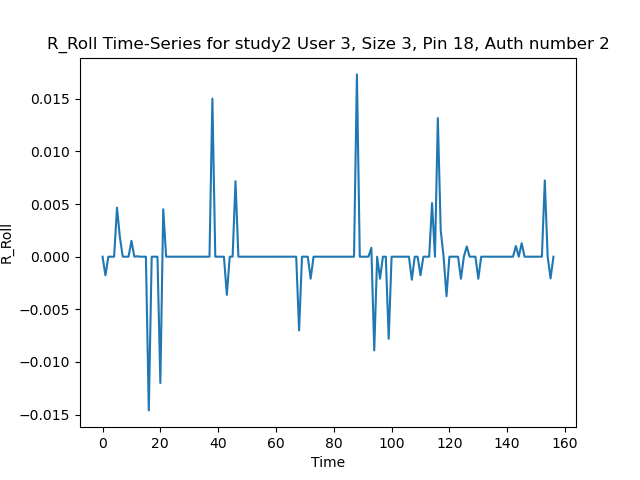 R_Roll Time-Series for study2 User 3, Size 3, Pin 18, Auth number 2
0.015
0.010
0.005
0.000
−0.005
−0.010
−0.015
R_Roll
0 20 40 60 80 100 120 140 160
Time